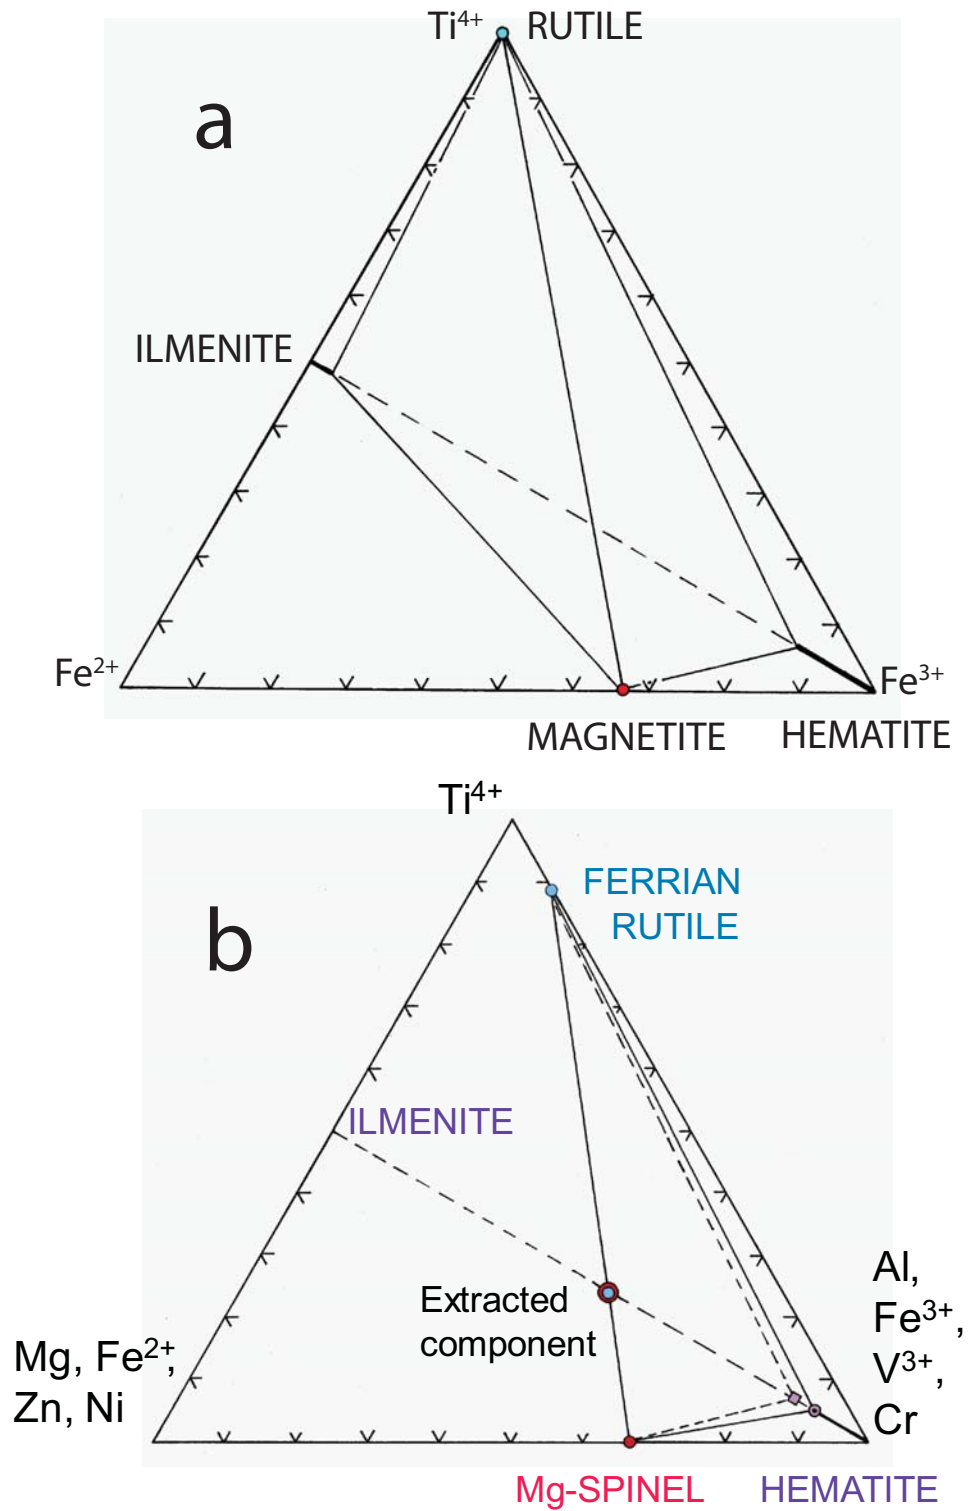 Ti⁴⁺ RUTILE
a
ILMENITE
Fe²⁺
Fe³⁺
MAGNETITE HEMATITE
Ti⁴⁺
FERRIAN
RUTILE
b
ILMENITE
Extracted
component
Al,
Fe³⁺,
V³⁺,
Cr
Mg, Fe²⁺,
Zn, Ni
Mg-SPINEL HEMATITE